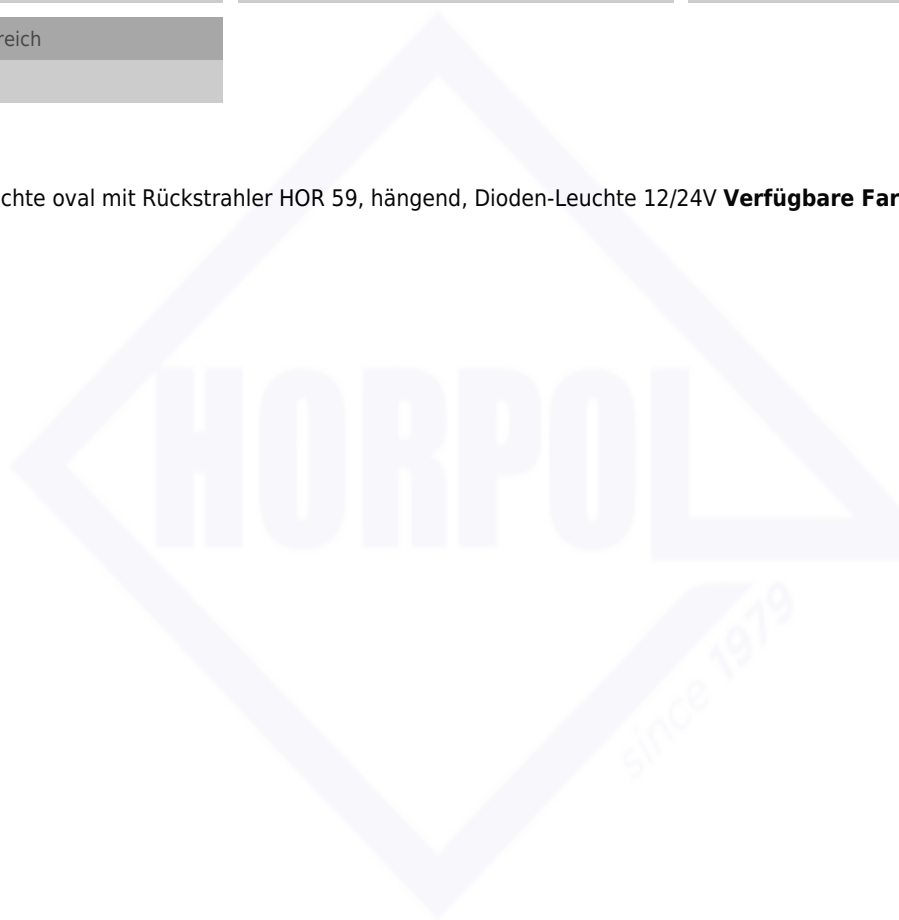 reich
chte oval mit Rückstrahler HOR 59, hängend, Dioden-Leuchte 12/24V Verfügbare Far
HORPOL
since 1979